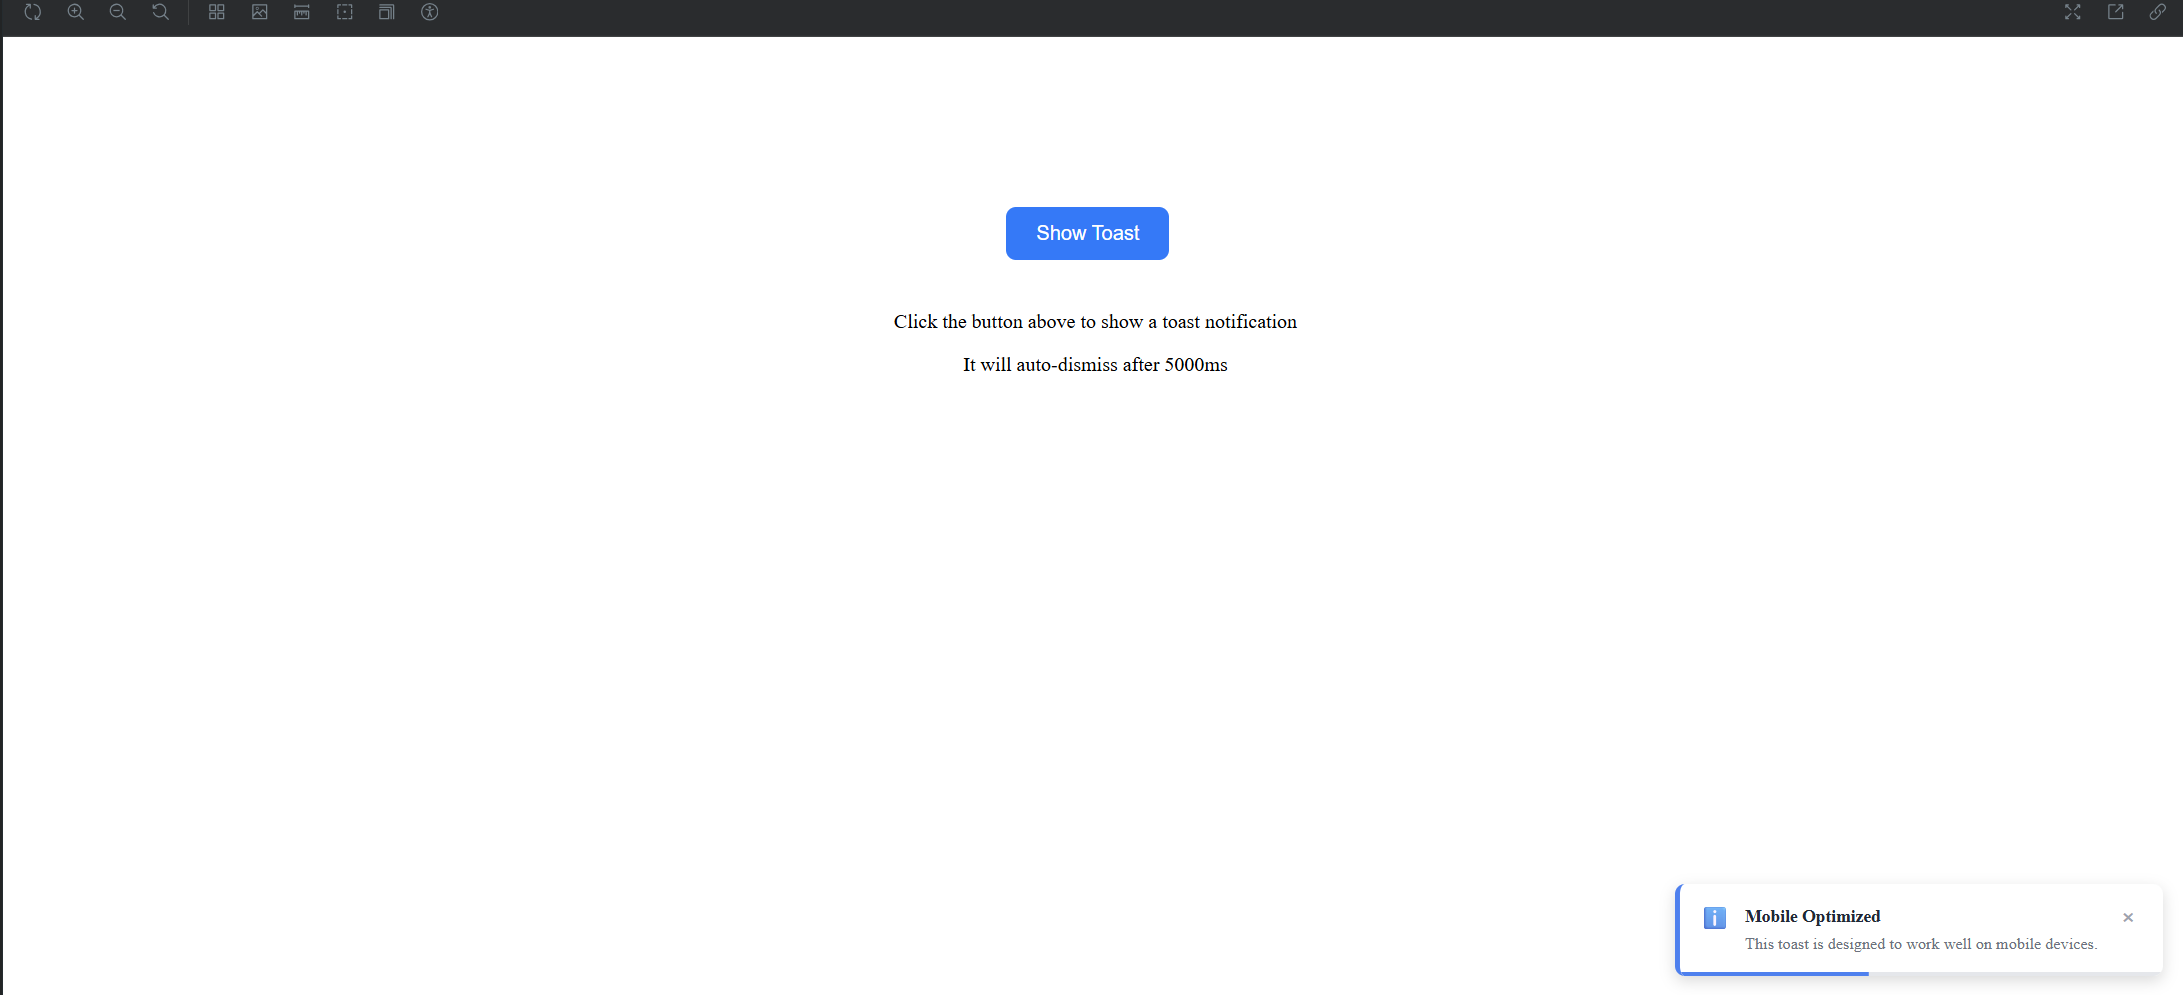 Show Toast
Click the button above to show a toast notification
It will auto-dismiss after 5000ms
Mobile Optimized
This toast is designed to work well on mobile devices.